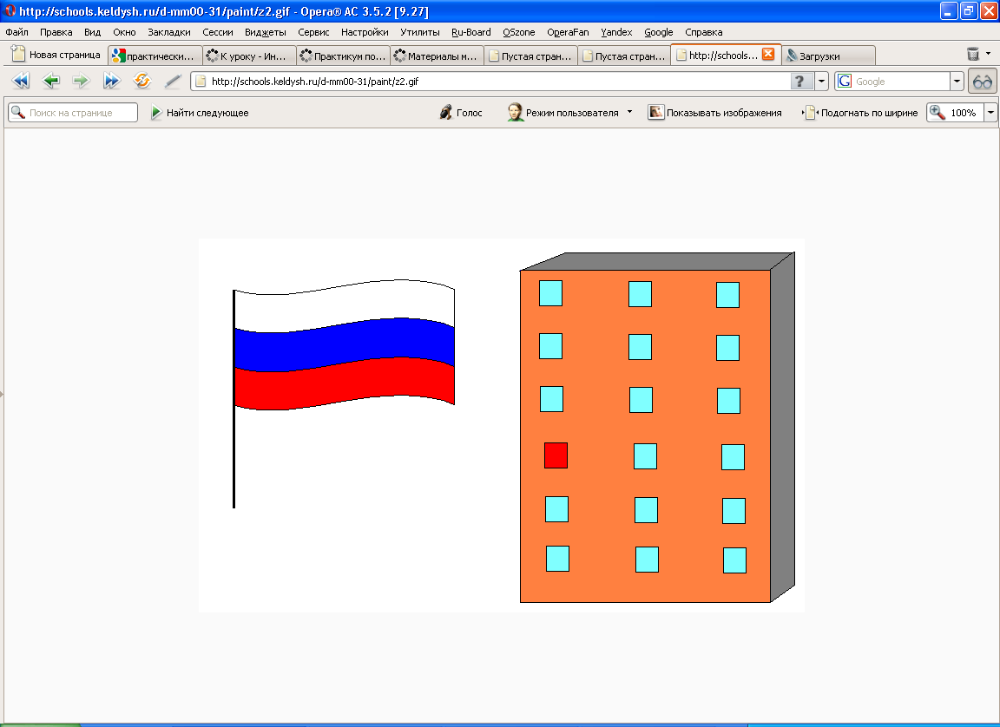 http://schools.keldysh.ru/d-mm00-31/paint/z2.gif - Opera® AC 3.5.2 [9.27]
Файл Правка Вид Окно Закладки Сессии Виджеты Сервис Настройки Утилиты Ru-Board OSzone OperaFan Yandex Google Справка
Новая страница практически... К уроку - Ин... Практикум по... Материалы м... Пустая стран... Пустая стран... http://schools... Загрузки
http://schools.keldysh.ru/d-mm00-31/paint/z2.gif ? G Google
Поиск на странице Найти следующее Голос Режим пользователя Показывать изображения Подогнать по ширине 100%